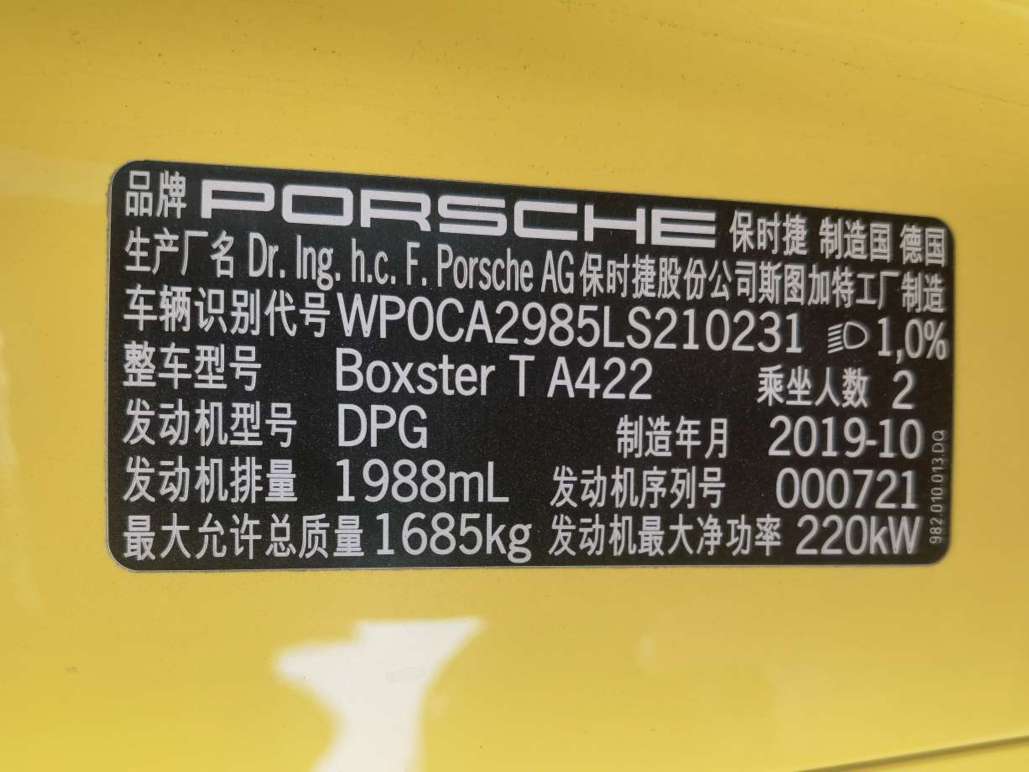 品牌 PORSCHE 保时捷 制造国 德国
生产厂名 Dr. Ing. h.c. F. Porsche AG 保时捷股份公司斯图加特工厂制造
车辆识别代号 WP0CA2985LS210231 1,0%
整车型号 Boxster T A422 乘坐人数 2
发动机型号 DPG 制造年月 2019-10
发动机排量 1988mL 发动机序列号 000721
最大允许总质量 1685kg 发动机最大净功率 220kW
982.010.013.DQ